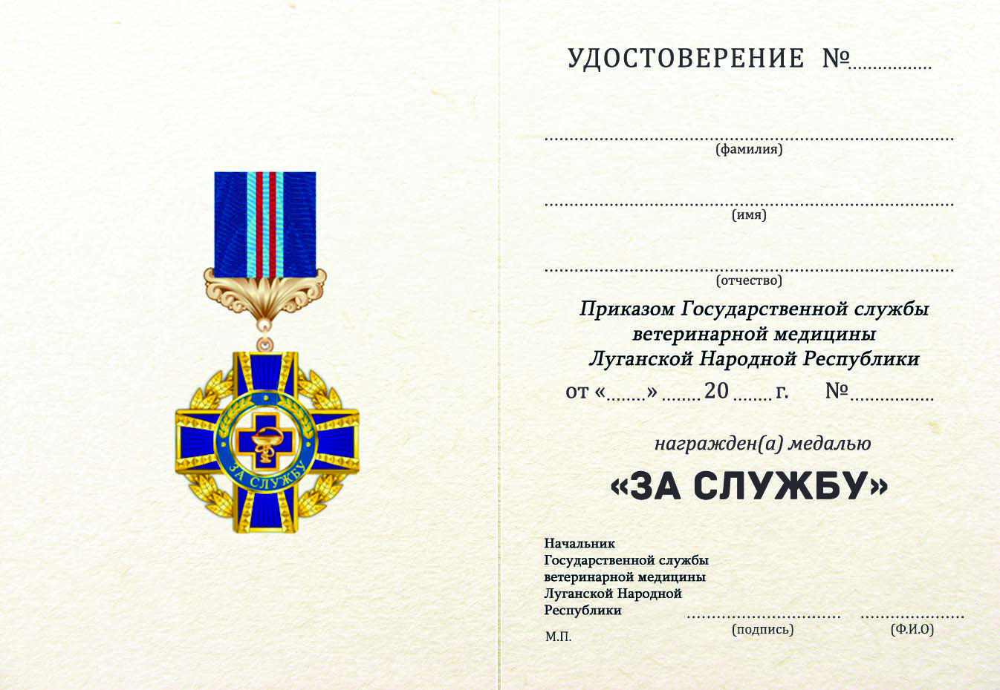 ЗА СЛУЖБУ
УДОСТОВЕРЕНИЕ №.................
(фамилия)
(имя)
(отчество)
Приказом Государственной службы
ветеринарной медицины
Луганской Народной Республики
от «.......» ....... 20 ....... г. №.................
награжден(а) медалью
«ЗА СЛУЖБУ»
Начальник
Государственной службы
ветеринарной медицины
Луганской Народной
Республики
(подпись) (Ф.И.О)
М.П.